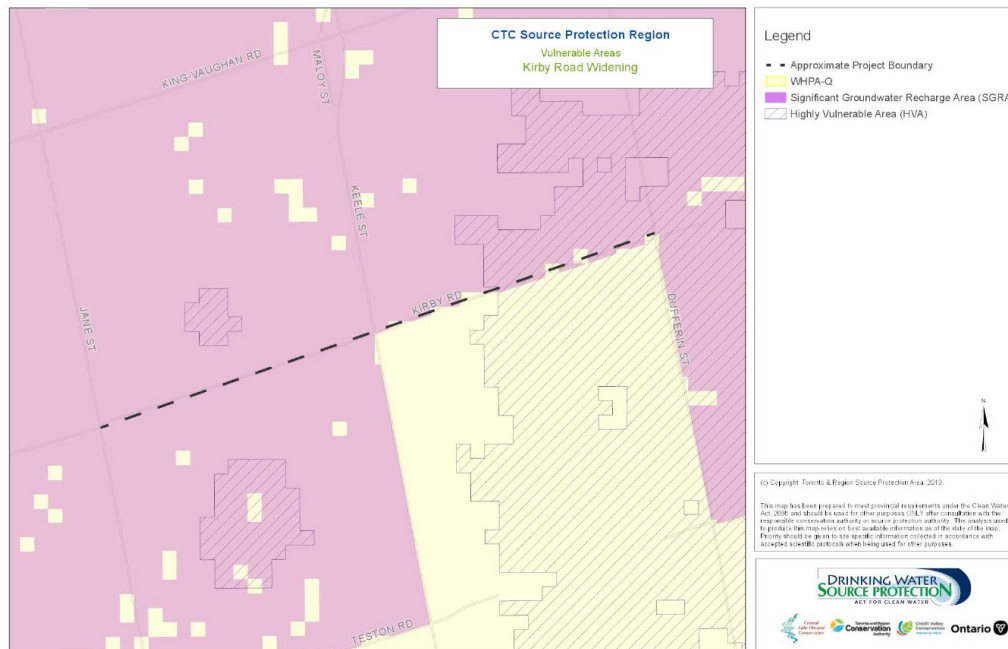 CTC Source Protection Region
Vulnerable Areas
Kirby Road Widening
KING-VAUGHAN RD
MALOY ST
KEELE ST
KIRBY RD
JANE ST
DUFFERIN ST
TESTON RD
Legend
Approximate Project Boundary
WHPA-Q
Significant Groundwater Recharge Area (SGRA
Highly Vulnerable Area (HVA)
N
(c) Copyright Toronto & Region Source Protection Area, 2019.
This map has been prepared to meet provincial requirements under the Clean Water
Act, 2006 and should be used for other purposes ONLY after consultation with the
responsible conservation authority or source protection authority. The analysis used
to produce this map relies on best available information as of the date of the map.
Priority should be given to site specific information collected in accordance with
accepted scientific protocols when being used for other purposes.
DRINKING WATER
SOURCE PROTECTION
ACT FOR CLEAN WATER
Central
Lake Ontario
Conservation
Toronto and Region
Conservation
Authority
Credit Valley
Conservation
Ontario